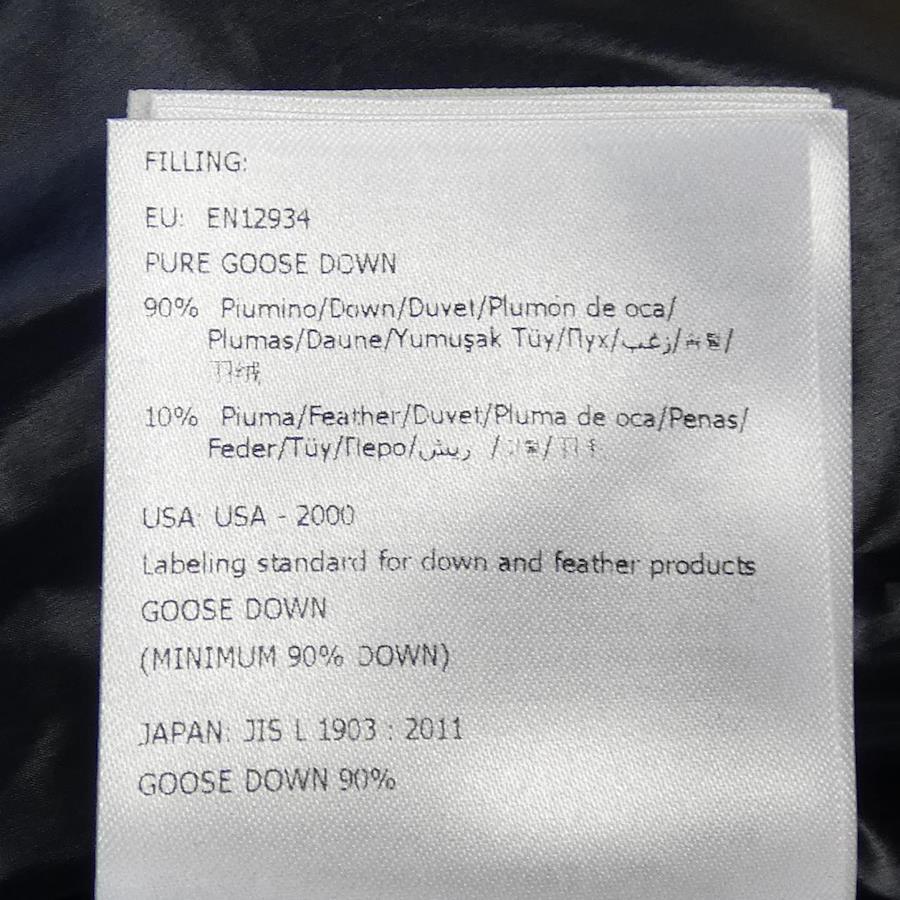 FILLING:
EU: EN12934
PURE GOOSE DOWN
90% Piumino/Down/Duvet/Plumón de oca/
Plumas/Daune/Yumuşak Tüy/Пух/زغب/
10% Piuma/Feather/Duvet/Pluma de oca/Penas/
Feder/Tüy/Перо/ريش /
USA: USA - 2000
Labeling standard for down and feather products
GOOSE DOWN
(MINIMUM 90% DOWN)
JAPAN: JIS L 1903 : 2011
GOOSE DOWN 90%